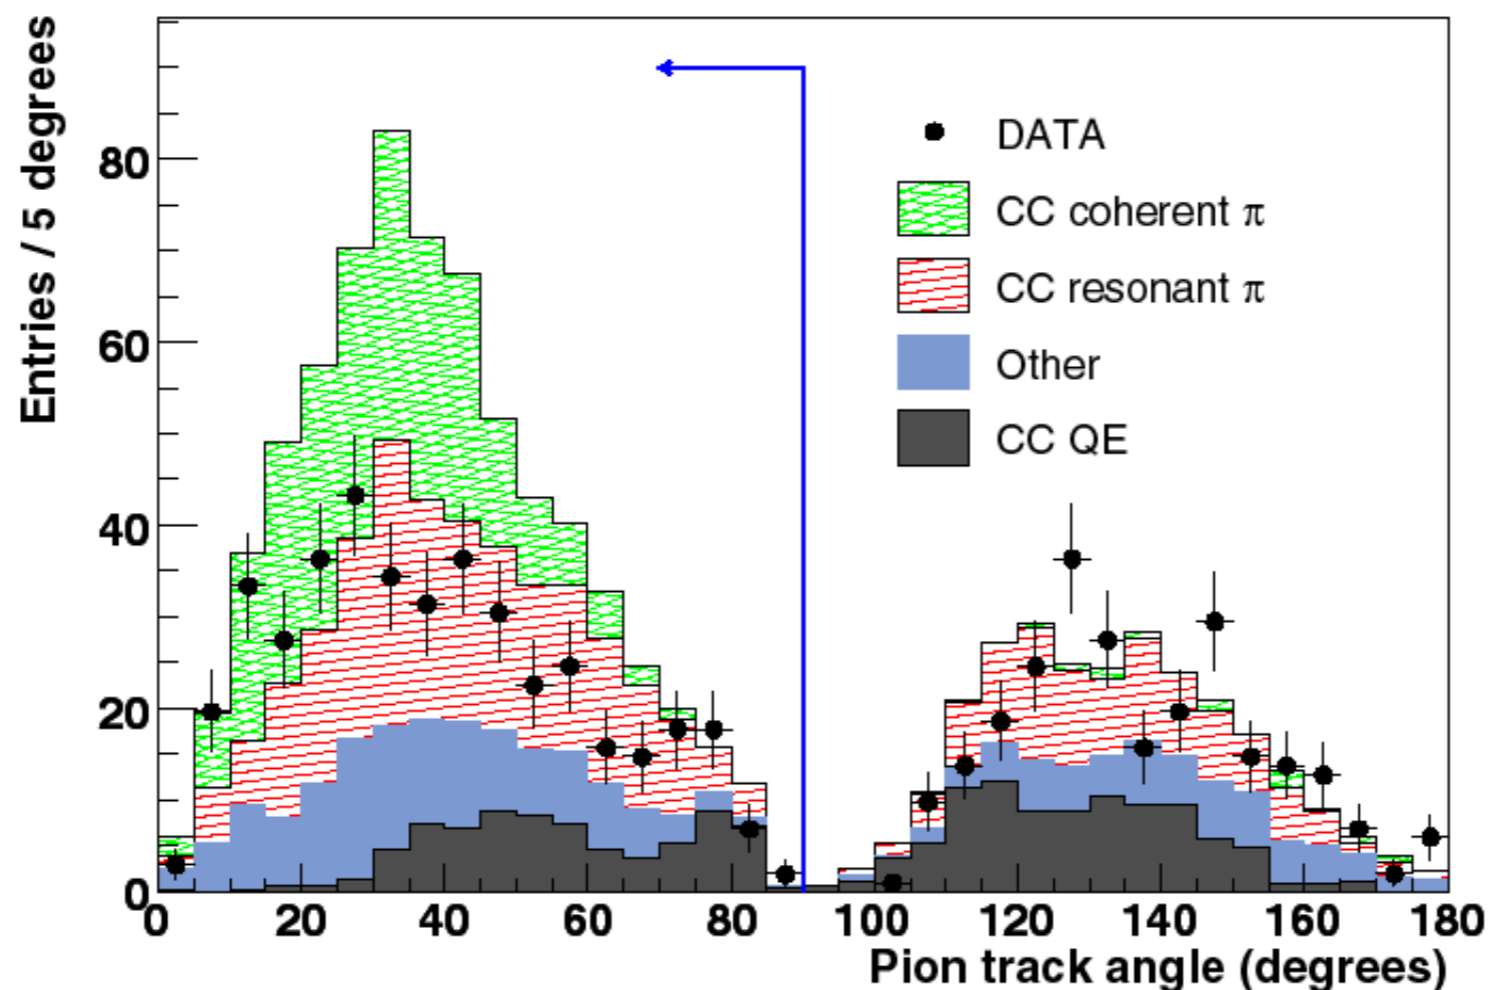 Entries / 5 degrees
80
60
40
20
0
DATA
CC coherent π
CC resonant π
Other
CC QE
0 20 40 60 80 100 120 140 160 180
Pion track angle (degrees)